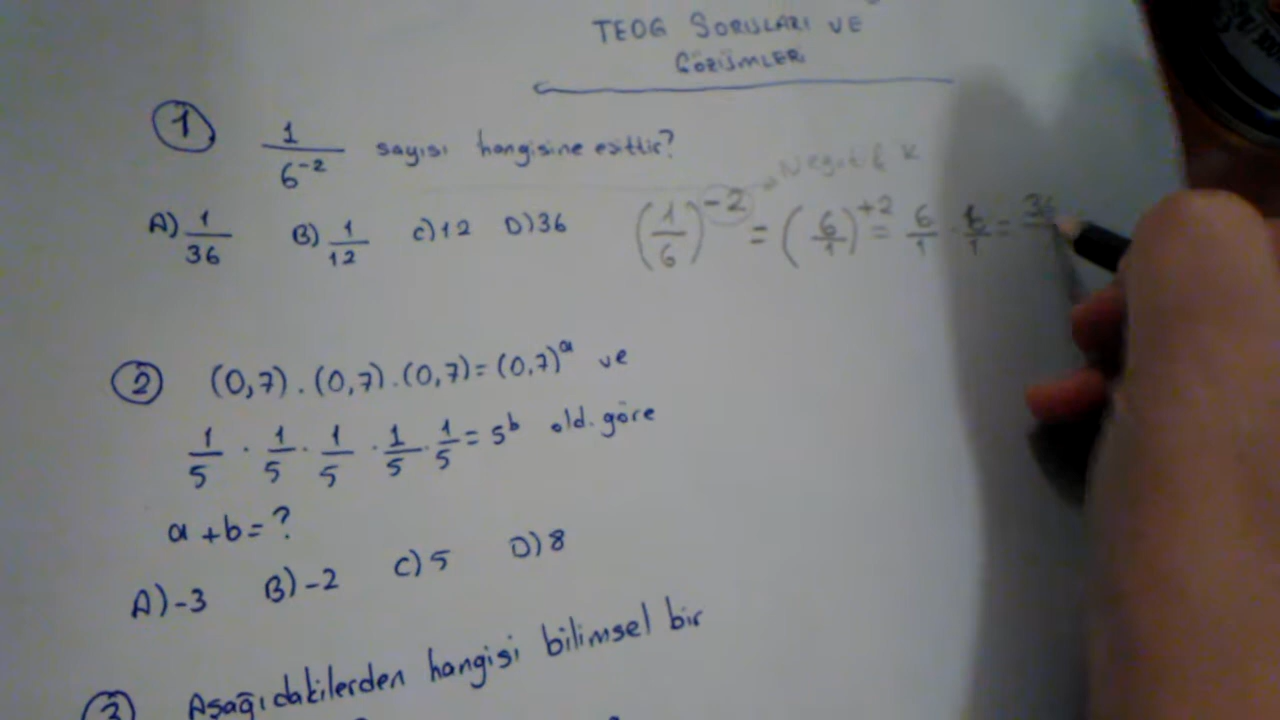 TEOG SORULARI VE
ÇÖZÜMLERİ
1 1/6⁻² sayısı hangisine eşittir?
Negatif K
A) 1/36 B) 1/12 C) 12 D) 36
(1/6)⁻² = (6/1)⁺² = 6/1 · 6/1 = 36
2 (0,7) . (0,7) . (0,7) = (0,7)ᵃ ve
1/5 · 1/5 · 1/5 · 1/5 · 1/5 = 5ᵇ old. göre
a + b = ?
A) -3 B) -2 C) 5 D) 8
3 Aşağıdakilerden hangisi bilimsel bir